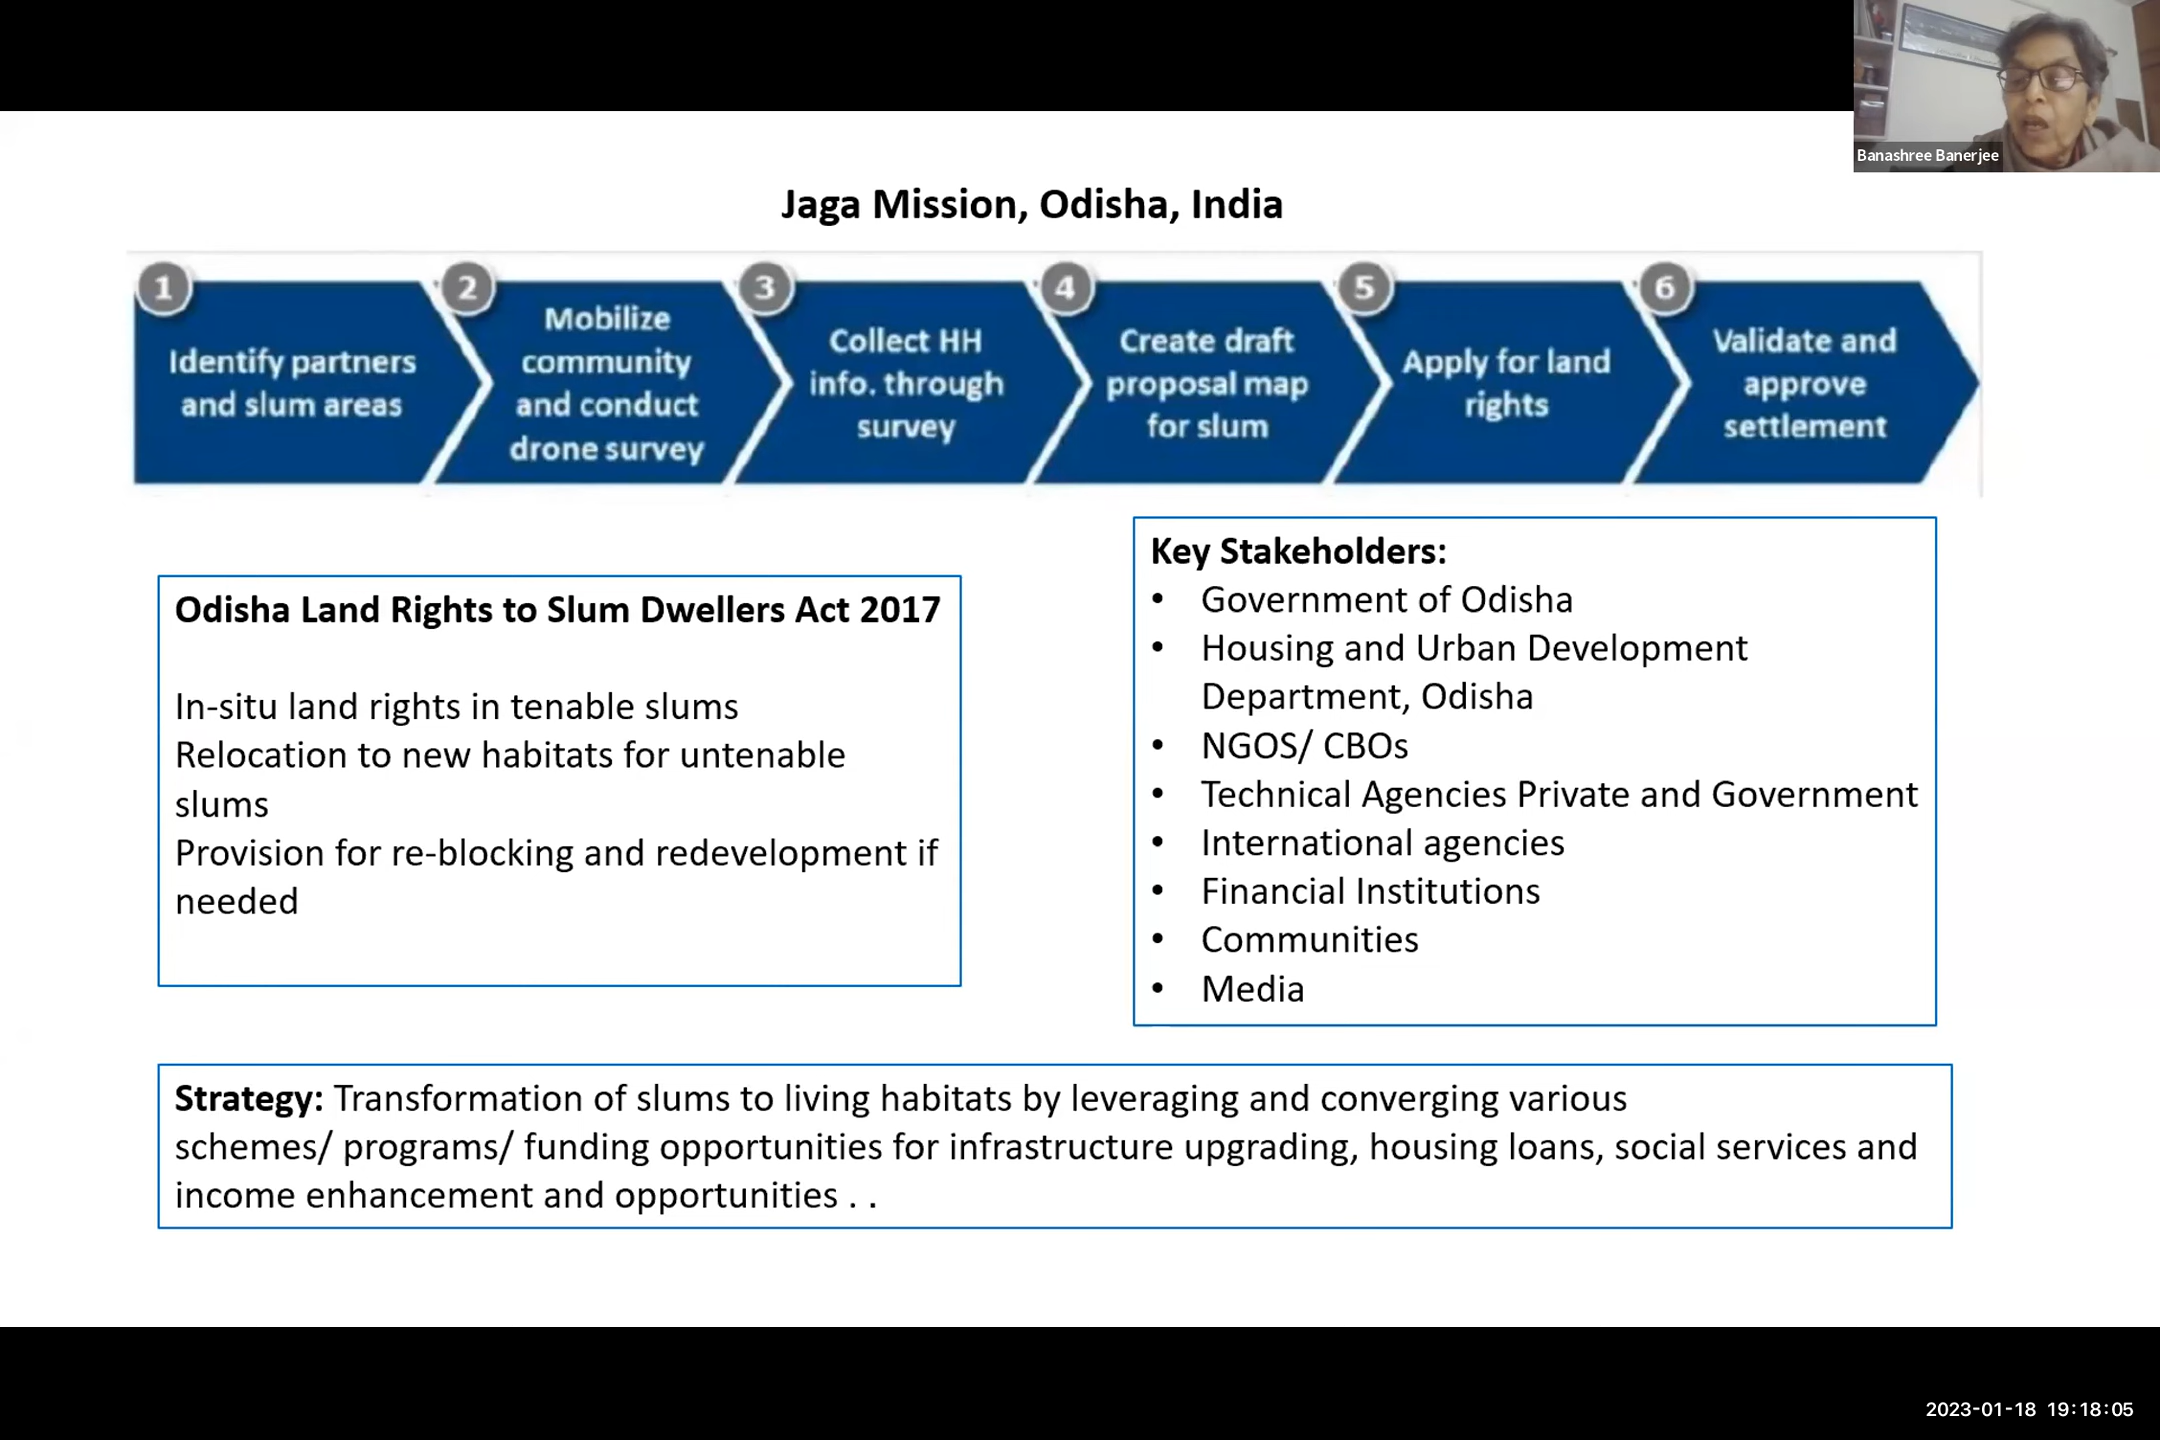 Banashree Banerjee
Jaga Mission, Odisha, India
1
Identify partners
and slum areas
2
Mobilize
community
and conduct
drone survey
3
Collect HH
info. through
survey
4
Create draft
proposal map
for slum
5
Apply for land
rights
6
Validate and
approve
settlement
Odisha Land Rights to Slum Dwellers Act 2017
In-situ land rights in tenable slums
Relocation to new habitats for untenable
slums
Provision for re-blocking and redevelopment if
needed
Key Stakeholders:
• Government of Odisha
• Housing and Urban Development
Department, Odisha
• NGOS/ CBOs
• Technical Agencies Private and Government
• International agencies
• Financial Institutions
• Communities
• Media
Strategy: Transformation of slums to living habitats by leveraging and converging various
schemes/ programs/ funding opportunities for infrastructure upgrading, housing loans, social services and
income enhancement and opportunities . .
2023-01-18 19:18:05